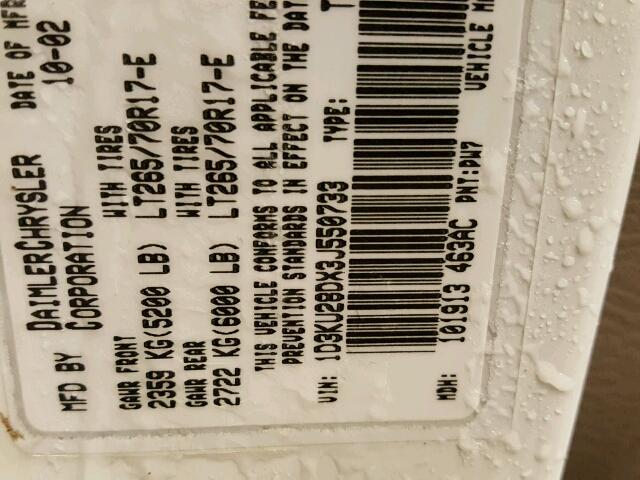 MFD BY DAIMLERCHRYSLER DATE OF MFR
CORPORATION 10-02
GAWR FRONT WITH TIRES
2359 KG(5200 LB) LT265/70R17-E
GAWR REAR WITH TIRES
2722 KG(6000 LB) LT265/70R17-E
THIS VEHICLE CONFORMS TO ALL APPLICABLE FE
PREVENTION STANDARDS IN EFFECT ON THE DAT
VIN: 1D3KU28DX3J550733 TYPE: T
MDH: 101913 463AC PNT:PW7 VEHICLE M